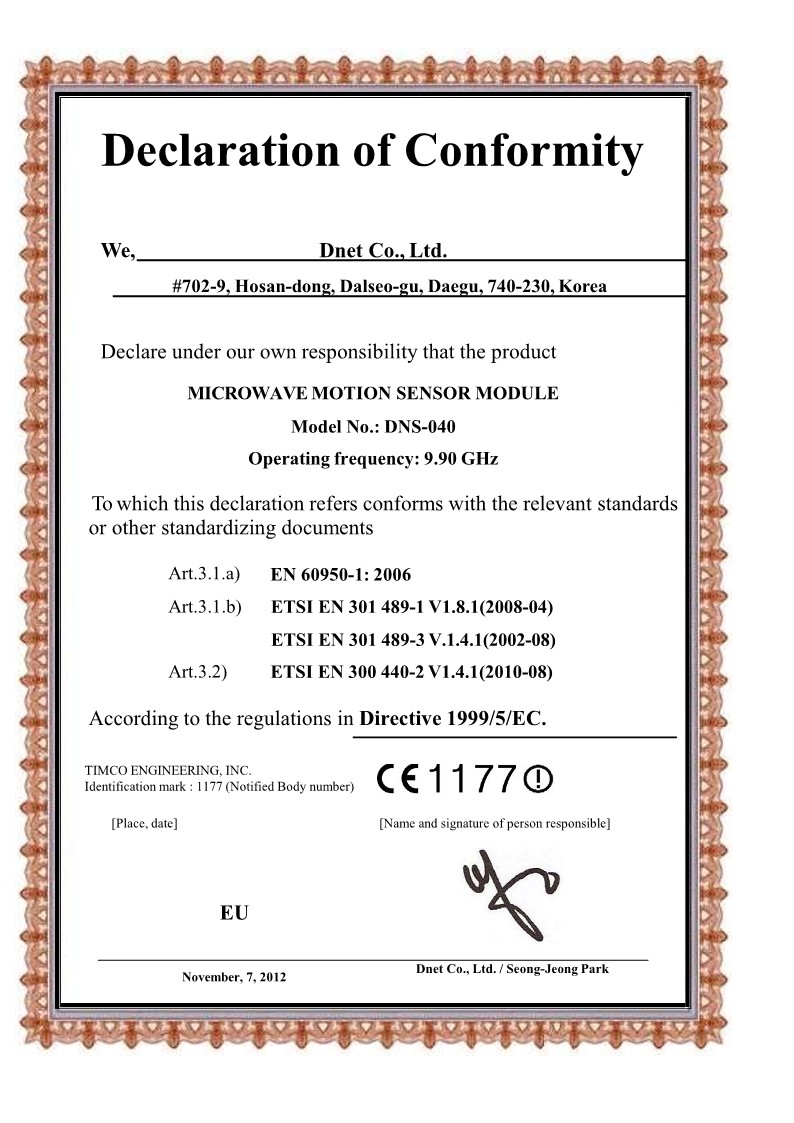 Declaration of Conformity
We, Dnet Co., Ltd.
#702-9, Hosan-dong, Dalseo-gu, Daegu, 740-230, Korea
Declare under our own responsibility that the product
MICROWAVE MOTION SENSOR MODULE
Model No.: DNS-040
Operating frequency: 9.90 GHz
To which this declaration refers conforms with the relevant standards
or other standardizing documents
Art.3.1.a) EN 60950-1: 2006
Art.3.1.b) ETSI EN 301 489-1 V1.8.1(2008-04)
ETSI EN 301 489-3 V.1.4.1(2002-08)
Art.3.2) ETSI EN 300 440-2 V1.4.1(2010-08)
According to the regulations in Directive 1999/5/EC.
TIMCO ENGINEERING, INC.
Identification mark : 1177 (Notified Body number)
CE 1177 !
[Place, date] [Name and signature of person responsible]
EU
November, 7, 2012
Dnet Co., Ltd. / Seong-Jeong Park